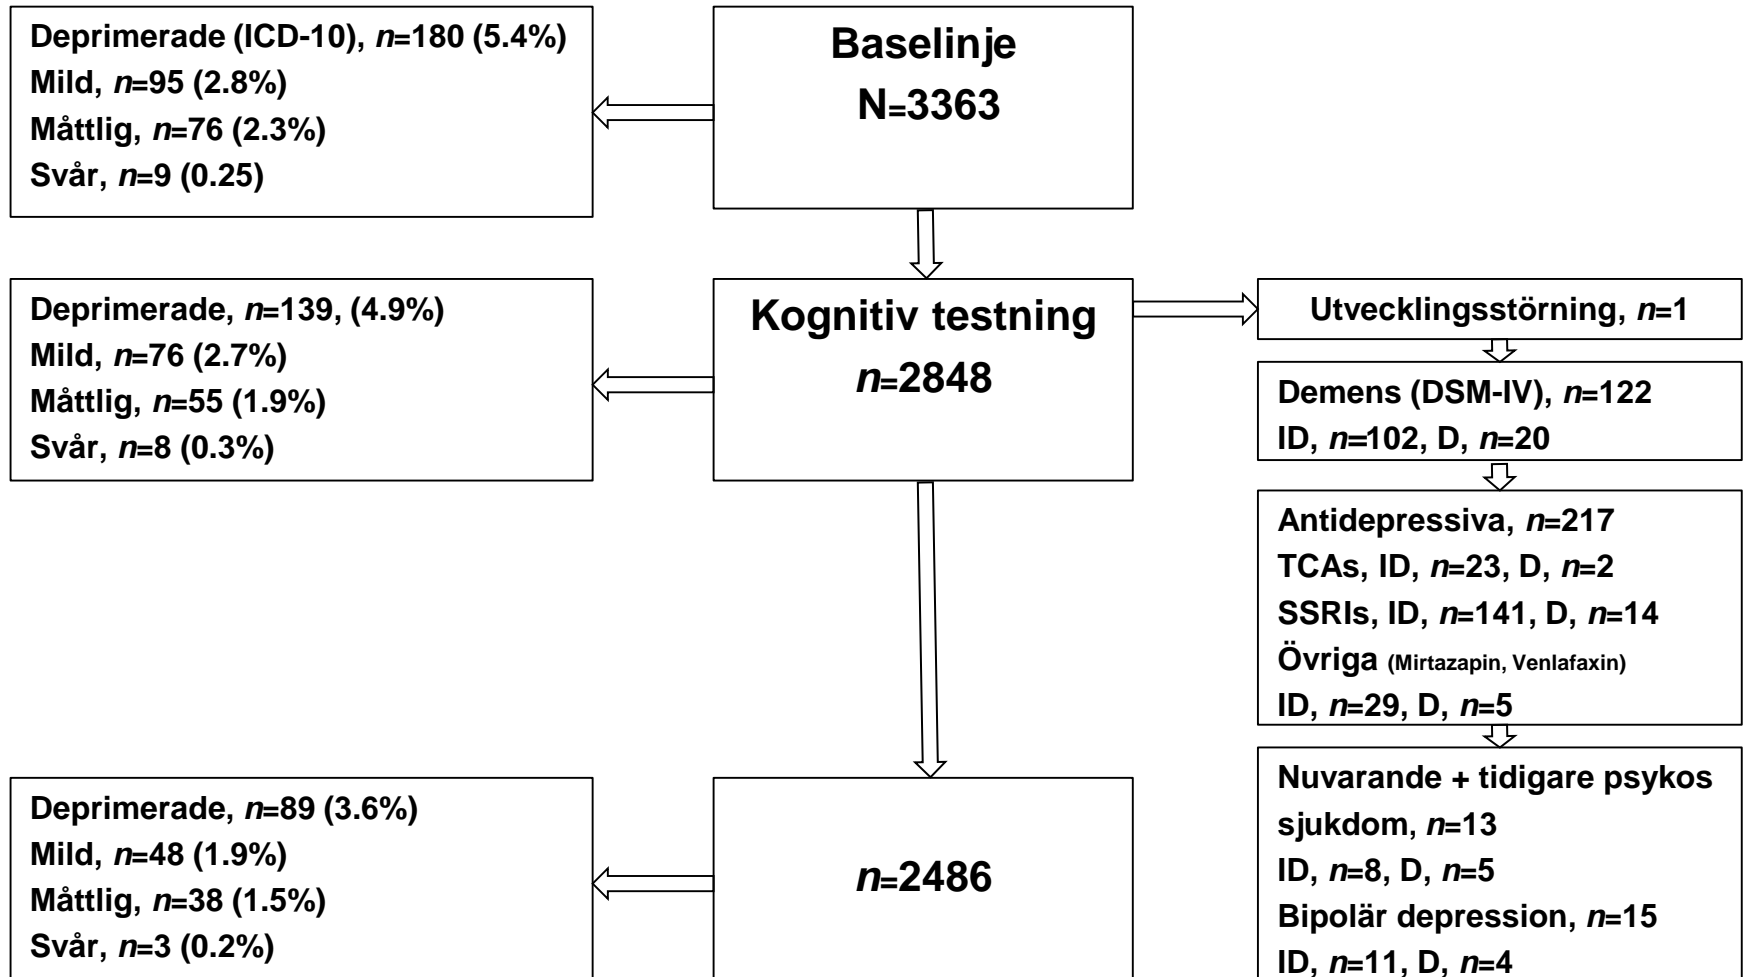 Deprimerade (ICD-10), n=180 (5.4%)
Mild, n=95 (2.8%)
Måttlig, n=76 (2.3%)
Svår, n=9 (0.25)
Baselinje
N=3363
Deprimerade, n=139, (4.9%)
Mild, n=76 (2.7%)
Måttlig, n=55 (1.9%)
Svår, n=8 (0.3%)
Kognitiv testning
n=2848
Utvecklingsstörning, n=1
Demens (DSM-IV), n=122
ID, n=102, D, n=20
Antidepressiva, n=217
TCAs, ID, n=23, D, n=2
SSRIs, ID, n=141, D, n=14
Övriga (Mirtazapin, Venlafaxin)
ID, n=29, D, n=5
Deprimerade, n=89 (3.6%)
Mild, n=48 (1.9%)
Måttlig, n=38 (1.5%)
Svår, n=3 (0.2%)
n=2486
Nuvarande + tidigare psykos
sjukdom, n=13
ID, n=8, D, n=5
Bipolär depression, n=15
ID, n=11, D, n=4